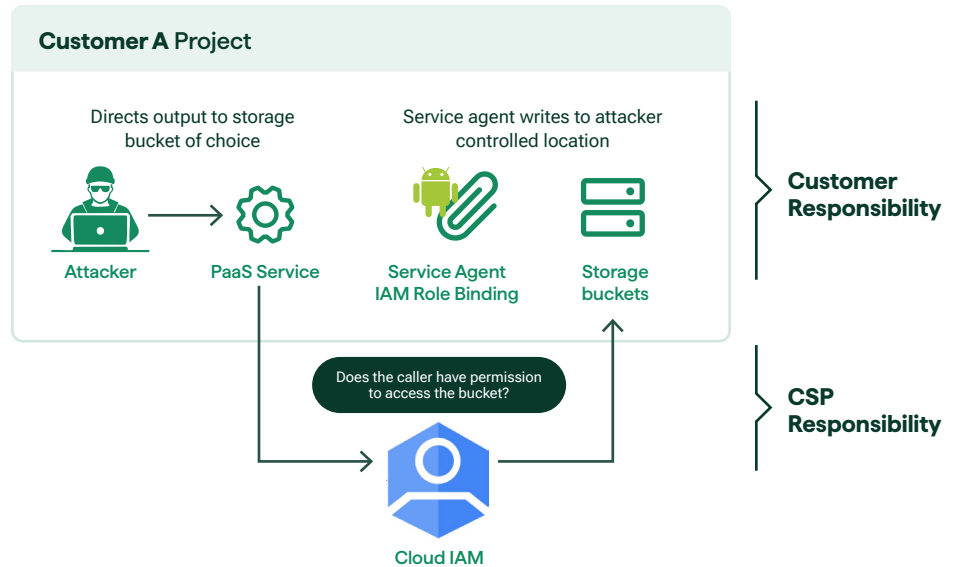 Customer A Project
Directs output to storage
bucket of choice
Service agent writes to attacker
controlled location
Attacker
PaaS Service
Service Agent
IAM Role Binding
Storage
buckets
Customer
Responsibility
Does the caller have permission
to access the bucket?
CSP
Responsibility
Cloud IAM